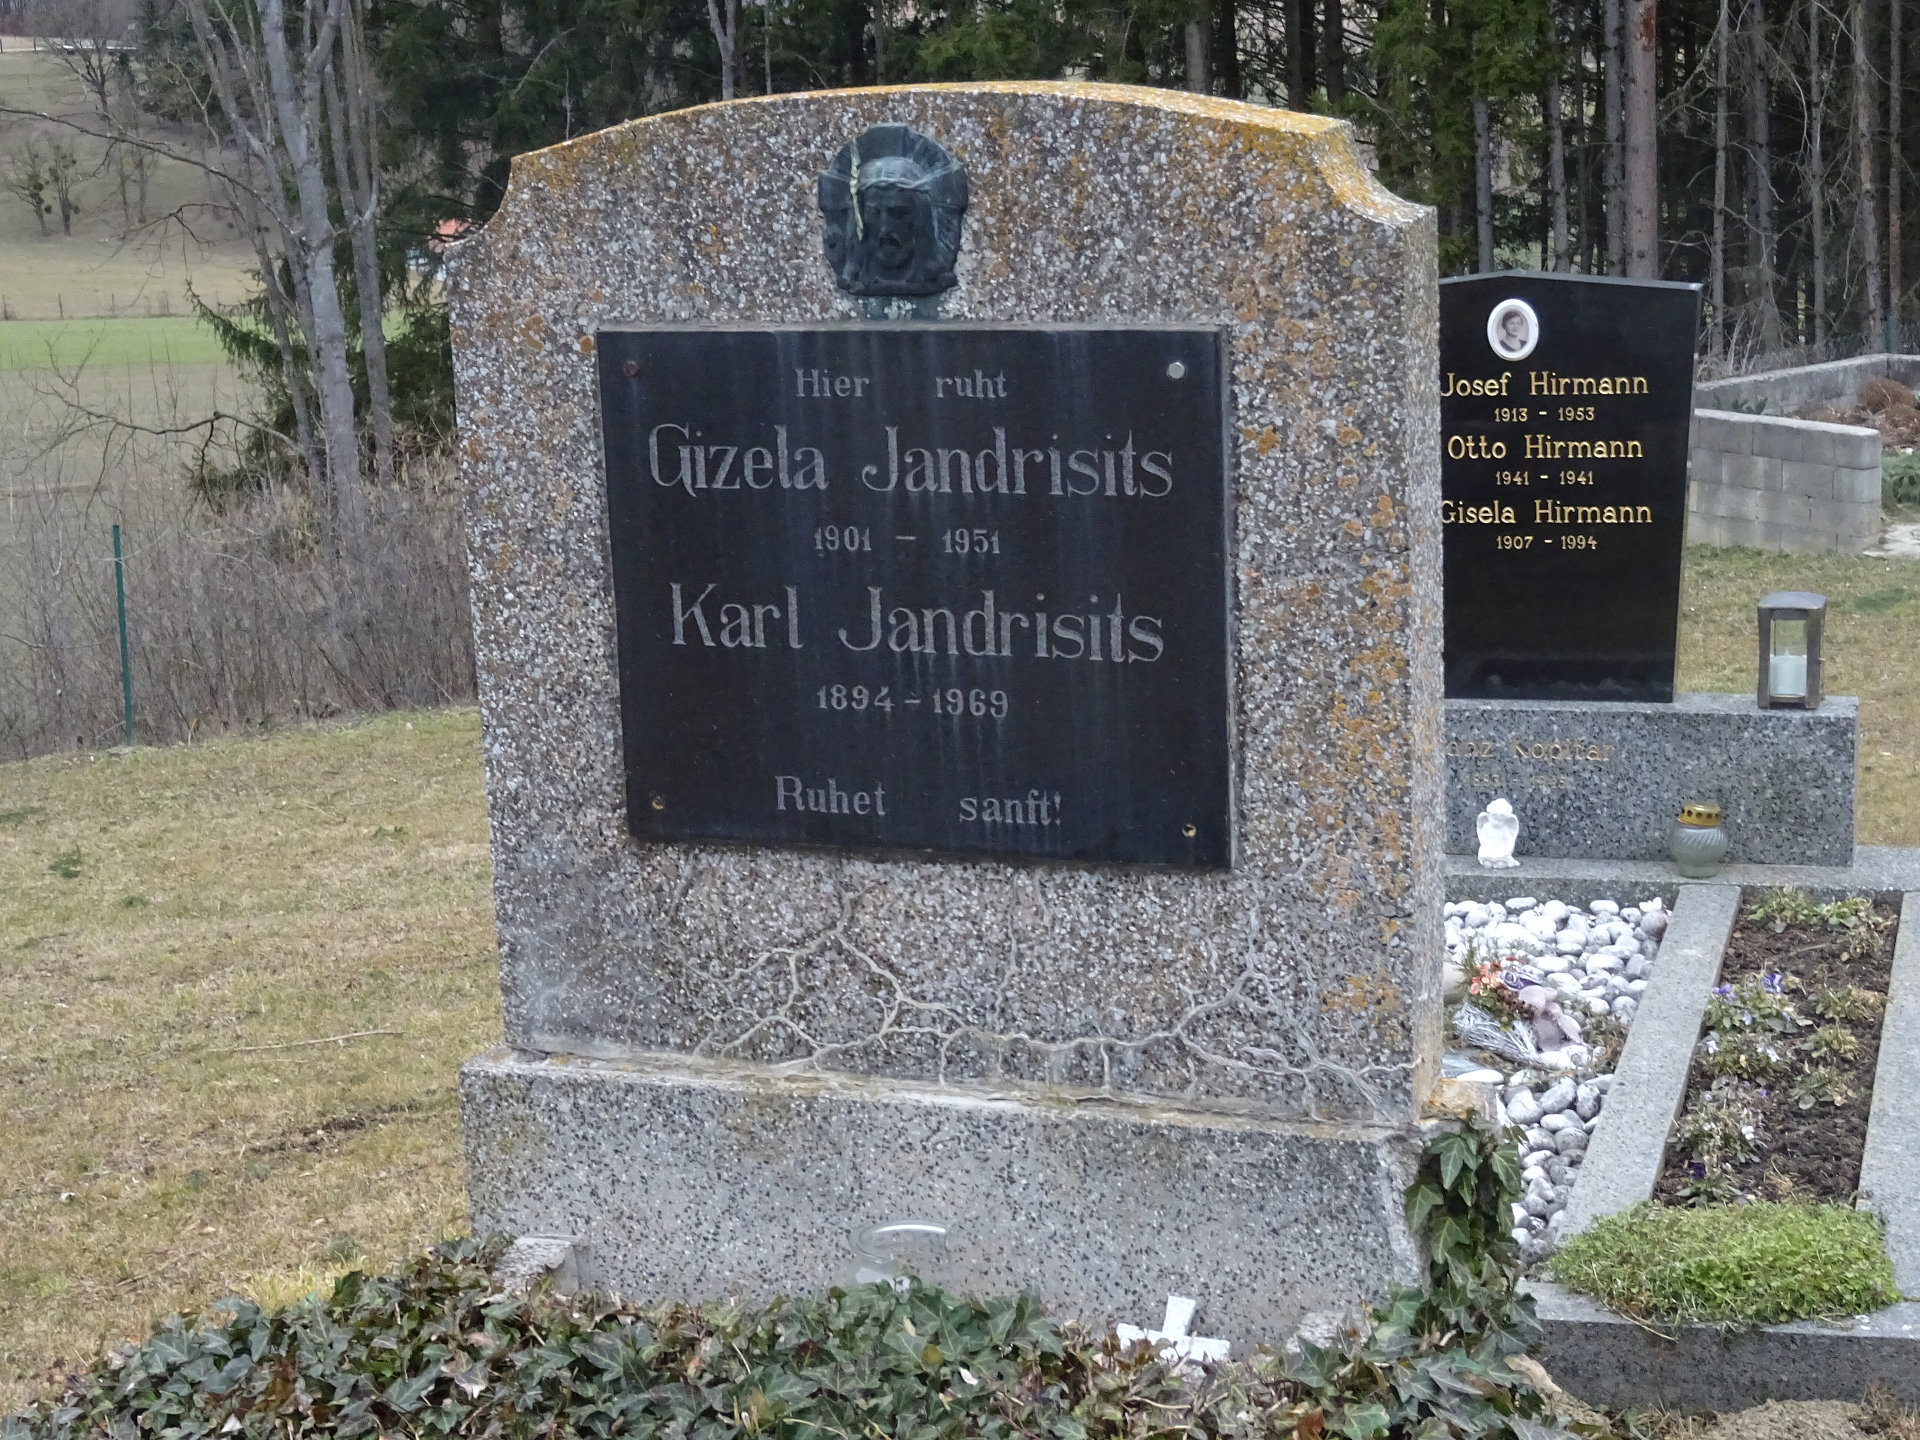 Hier ruht
Gizela Jandrisits
1901 - 1951
Karl Jandrisits
1894 - 1969
Ruhet sanft!
Josef Hirmann
1913 - 1953
Otto Hirmann
1941 - 1941
Gisela Hirmann
1907 - 1994
Kopitar